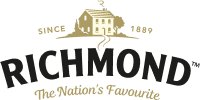 SINCE 1889
RICHMOND™
The Nation's Favourite